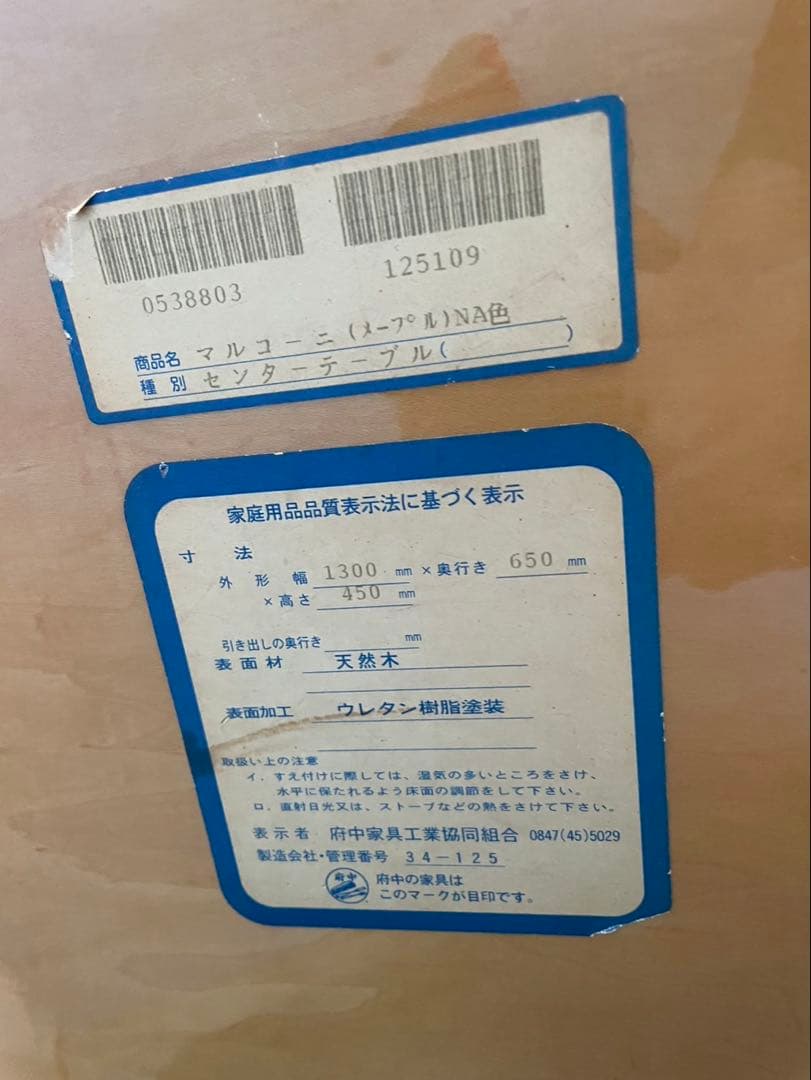 0538803
125109
商品名 マルコーニ(メープル)NA色
種別 センターテーブル( )
家庭用品品質表示法に基づく表示
寸法
外形幅 1300 mm ×奥行き 650 mm
×高さ 450 mm
引き出しの奥行き mm
表面材 天然木
表面加工 ウレタン樹脂塗装
取扱い上の注意
イ．すえ付けに際しては、湿気の多いところをさけ、
水平に保たれるよう床面の調節をして下さい。
ロ．直射日光又は、ストーブなどの熱をさけて下さい。
表示者 府中家具工業協同組合 0847(45)5029
製造会社・管理番号 34-125
府中
府中の家具は
このマークが目印です。